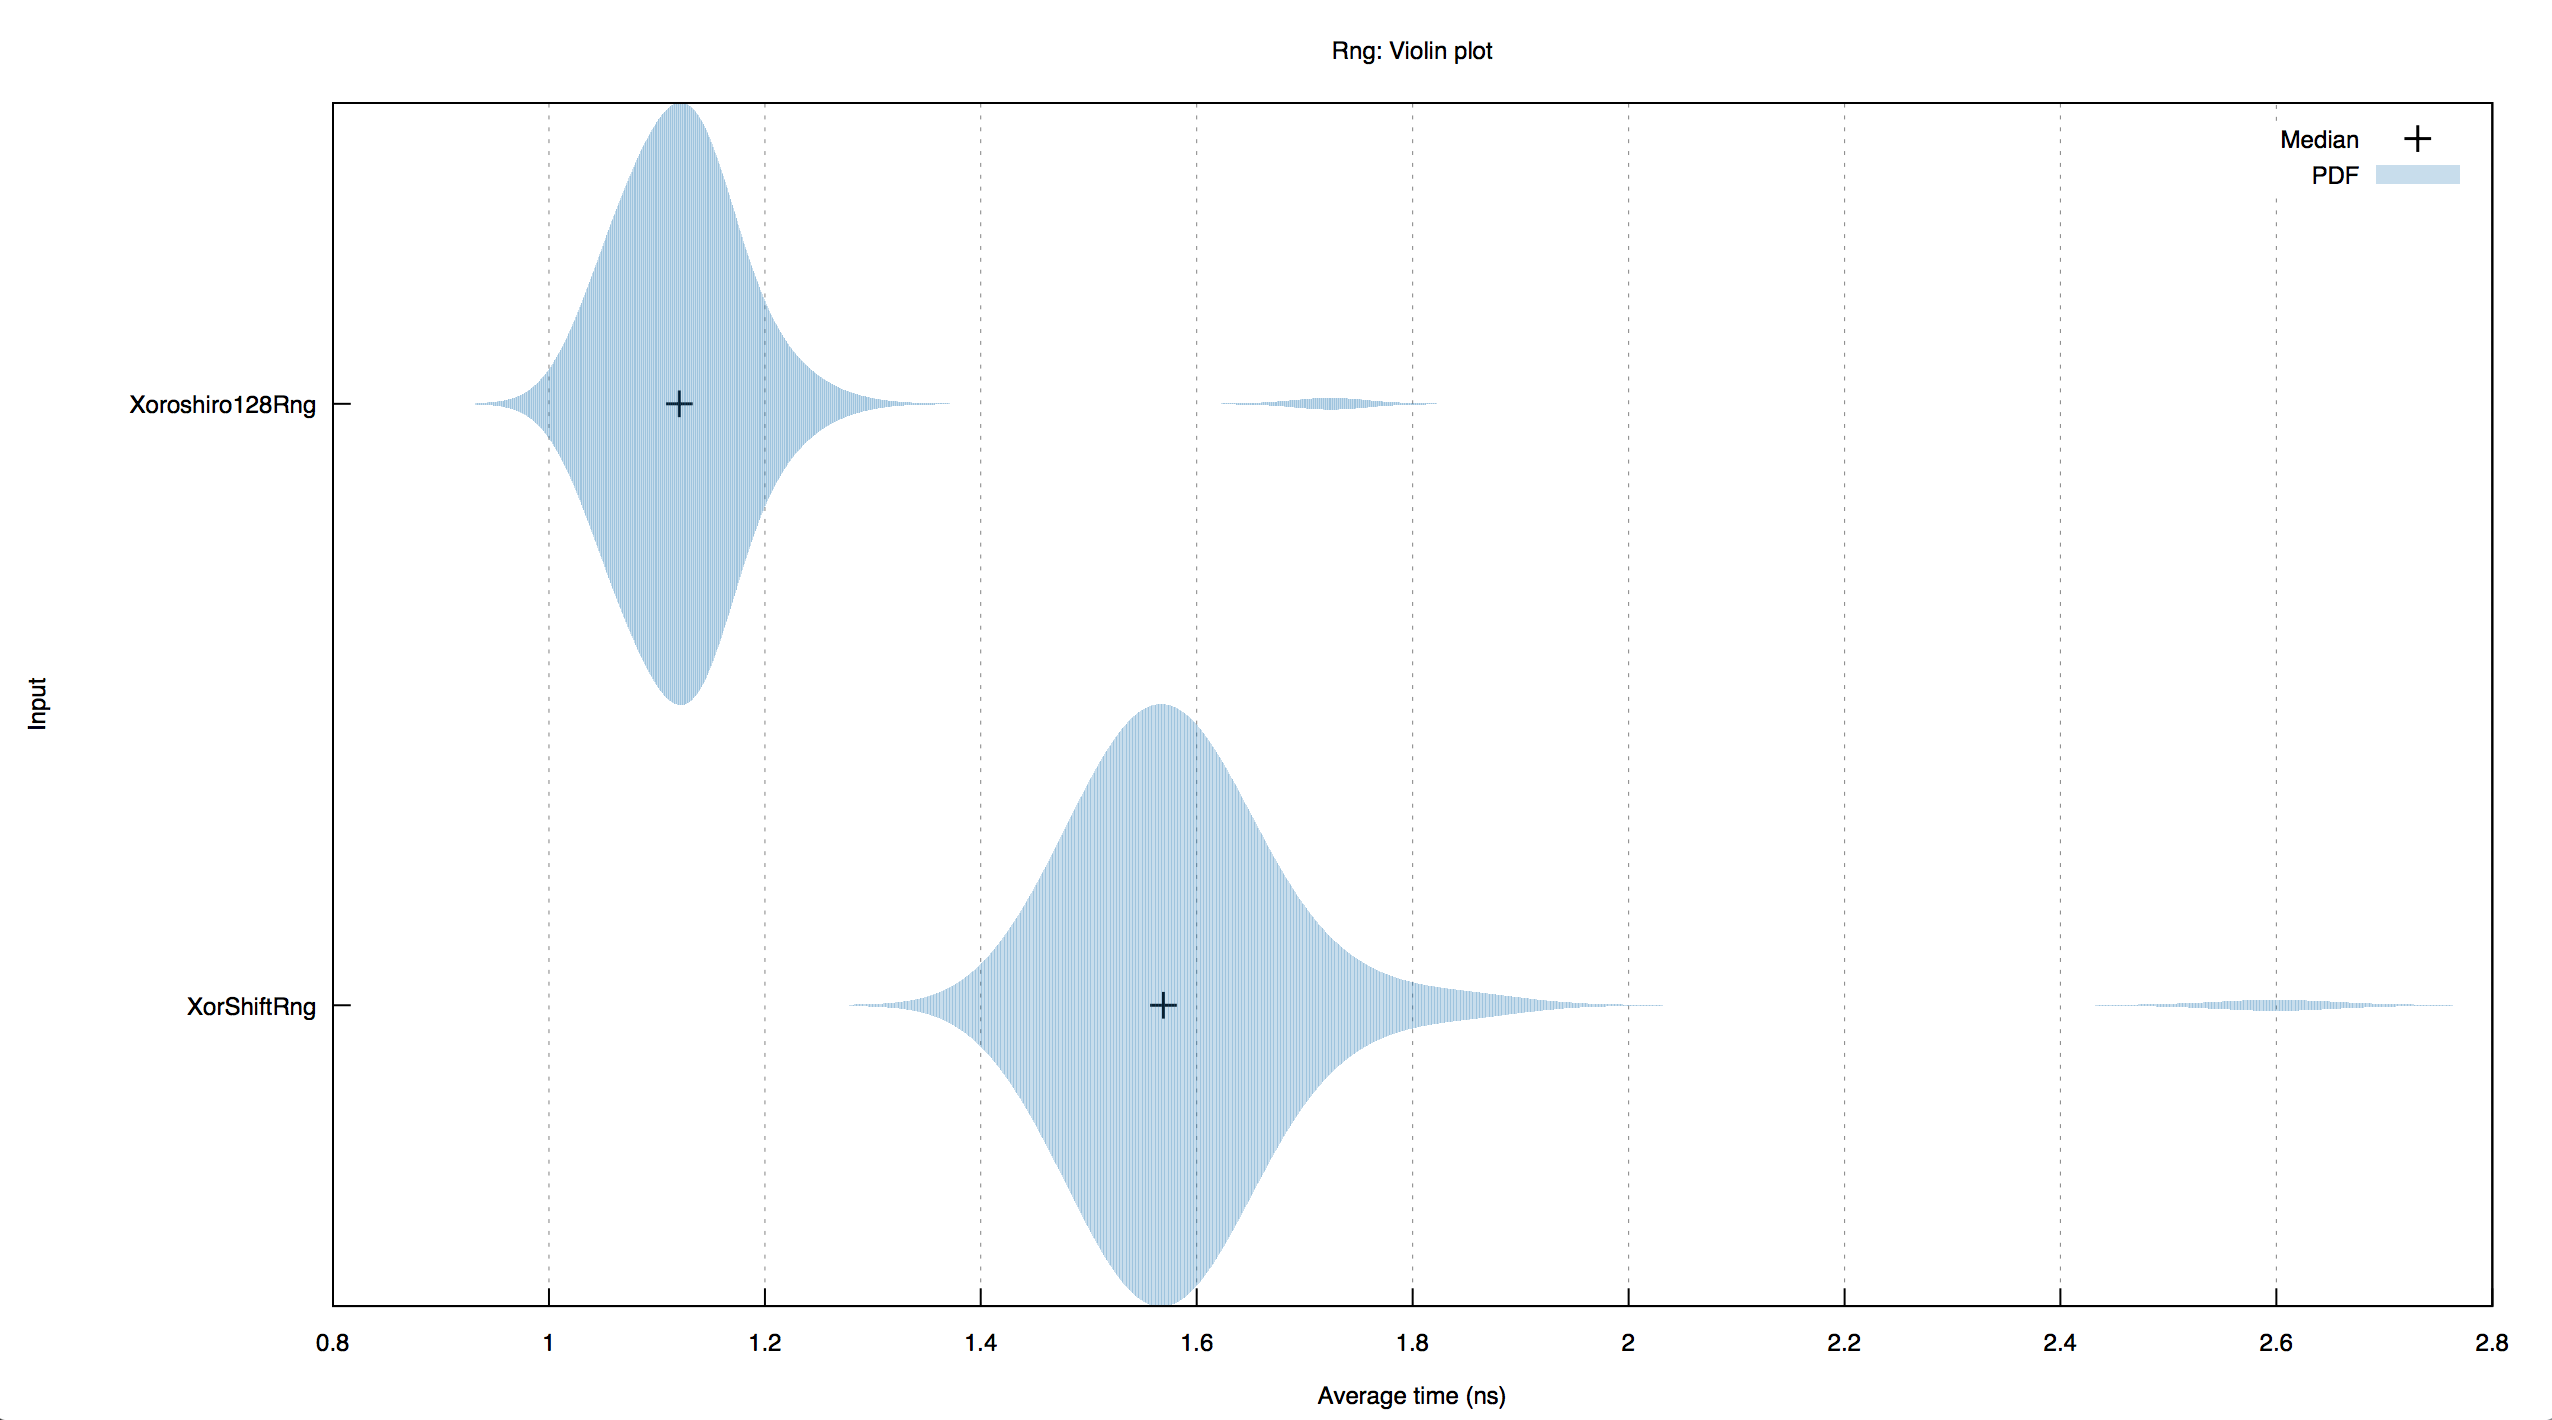 Rng: Violin plot
Median
PDF
Xoroshiro128Rng
Input
XorShiftRng
0.8 1 1.2 1.4 1.6 1.8 2 2.2 2.4 2.6 2.8
Average time (ns)